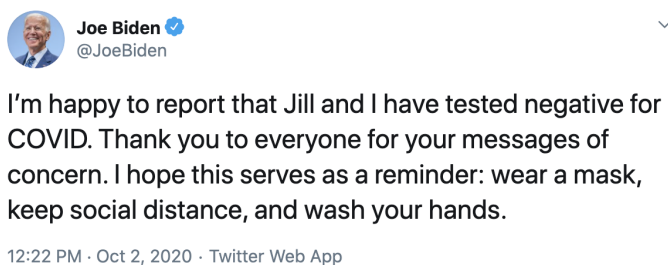 Joe Biden
@JoeBiden
I’m happy to report that Jill and I have tested negative for
COVID. Thank you to everyone for your messages of
concern. I hope this serves as a reminder: wear a mask,
keep social distance, and wash your hands.
12:22 PM · Oct 2, 2020 · Twitter Web App